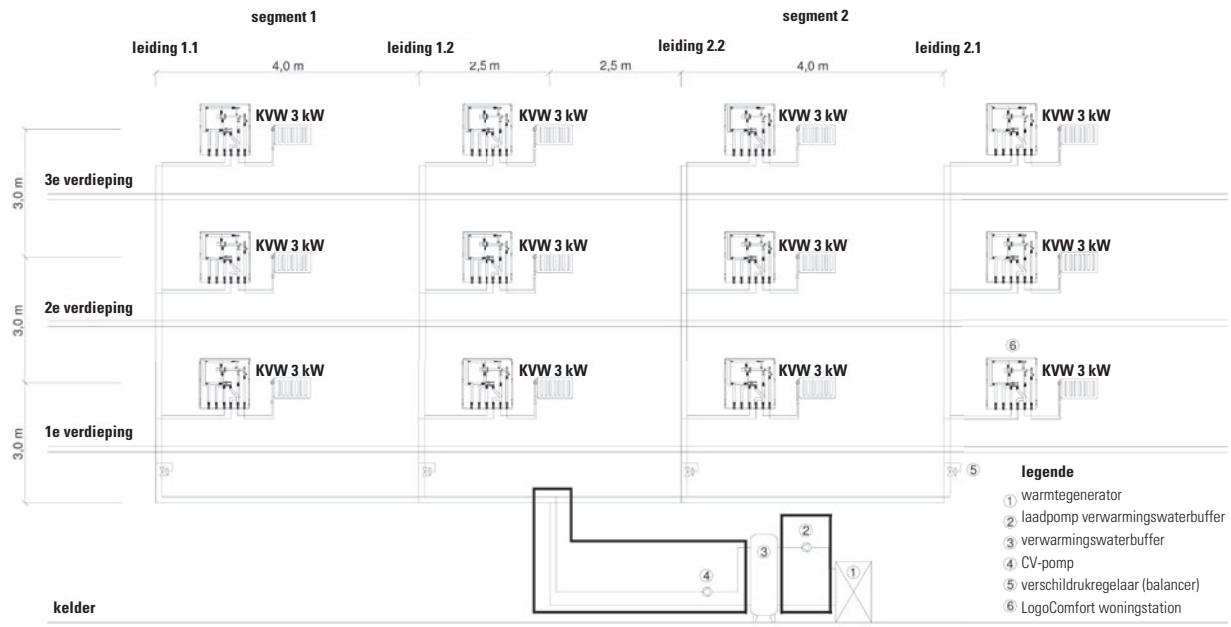 segment 1
segment 2
leiding 1.1
leiding 1.2
leiding 2.2
leiding 2.1
4,0 m
2,5 m
2,5 m
4,0 m
KVW 3 kW
KVW 3 kW
KVW 3 kW
KVW 3 kW
3,0 m
3e verdieping
KVW 3 kW
KVW 3 kW
KVW 3 kW
KVW 3 kW
3,0 m
2e verdieping
6
KVW 3 kW
KVW 3 kW
KVW 3 kW
KVW 3 kW
3,0 m
1e verdieping
5
legende
1 warmtegenerator
2 laadpomp verwarmingswaterbuffer
3 verwarmingswaterbuffer
4 CV-pomp
5 verschildrukregelaar (balancer)
6 LogoComfort woningstation
2
3
1
4
kelder